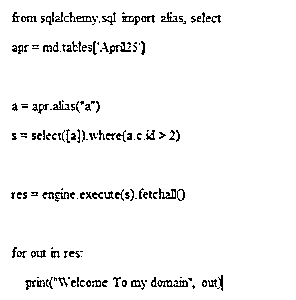 from sqlalchemy.sql import alias, select
apr = md.tables['April25']
a = apr.alias("a")
s = select([a]).where(a.c.id > 2)
res = engine.execute(s).fetchall()
for out in res:
print("Welcome To my domain", out)